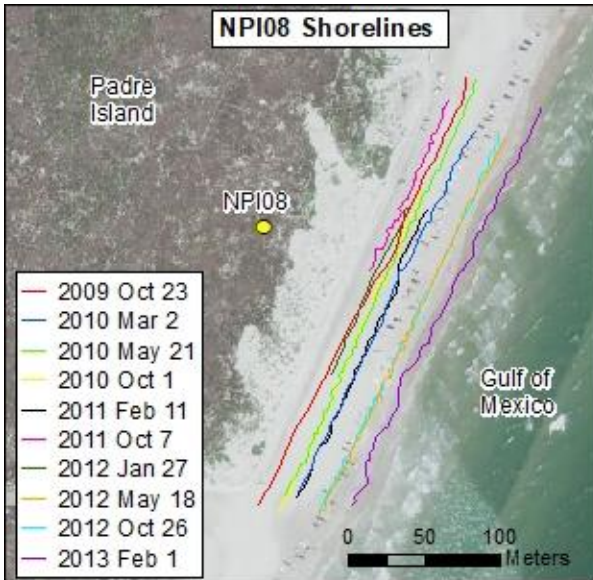 NPI08 Shorelines
Padre
Island
NPI08
2009 Oct 23
2010 Mar 2
2010 May 21
2010 Oct 1
2011 Feb 11
2011 Oct 7
2012 Jan 27
2012 May 18
2012 Oct 26
2013 Feb 1
Gulf of
Mexico
0 50 100
Meters